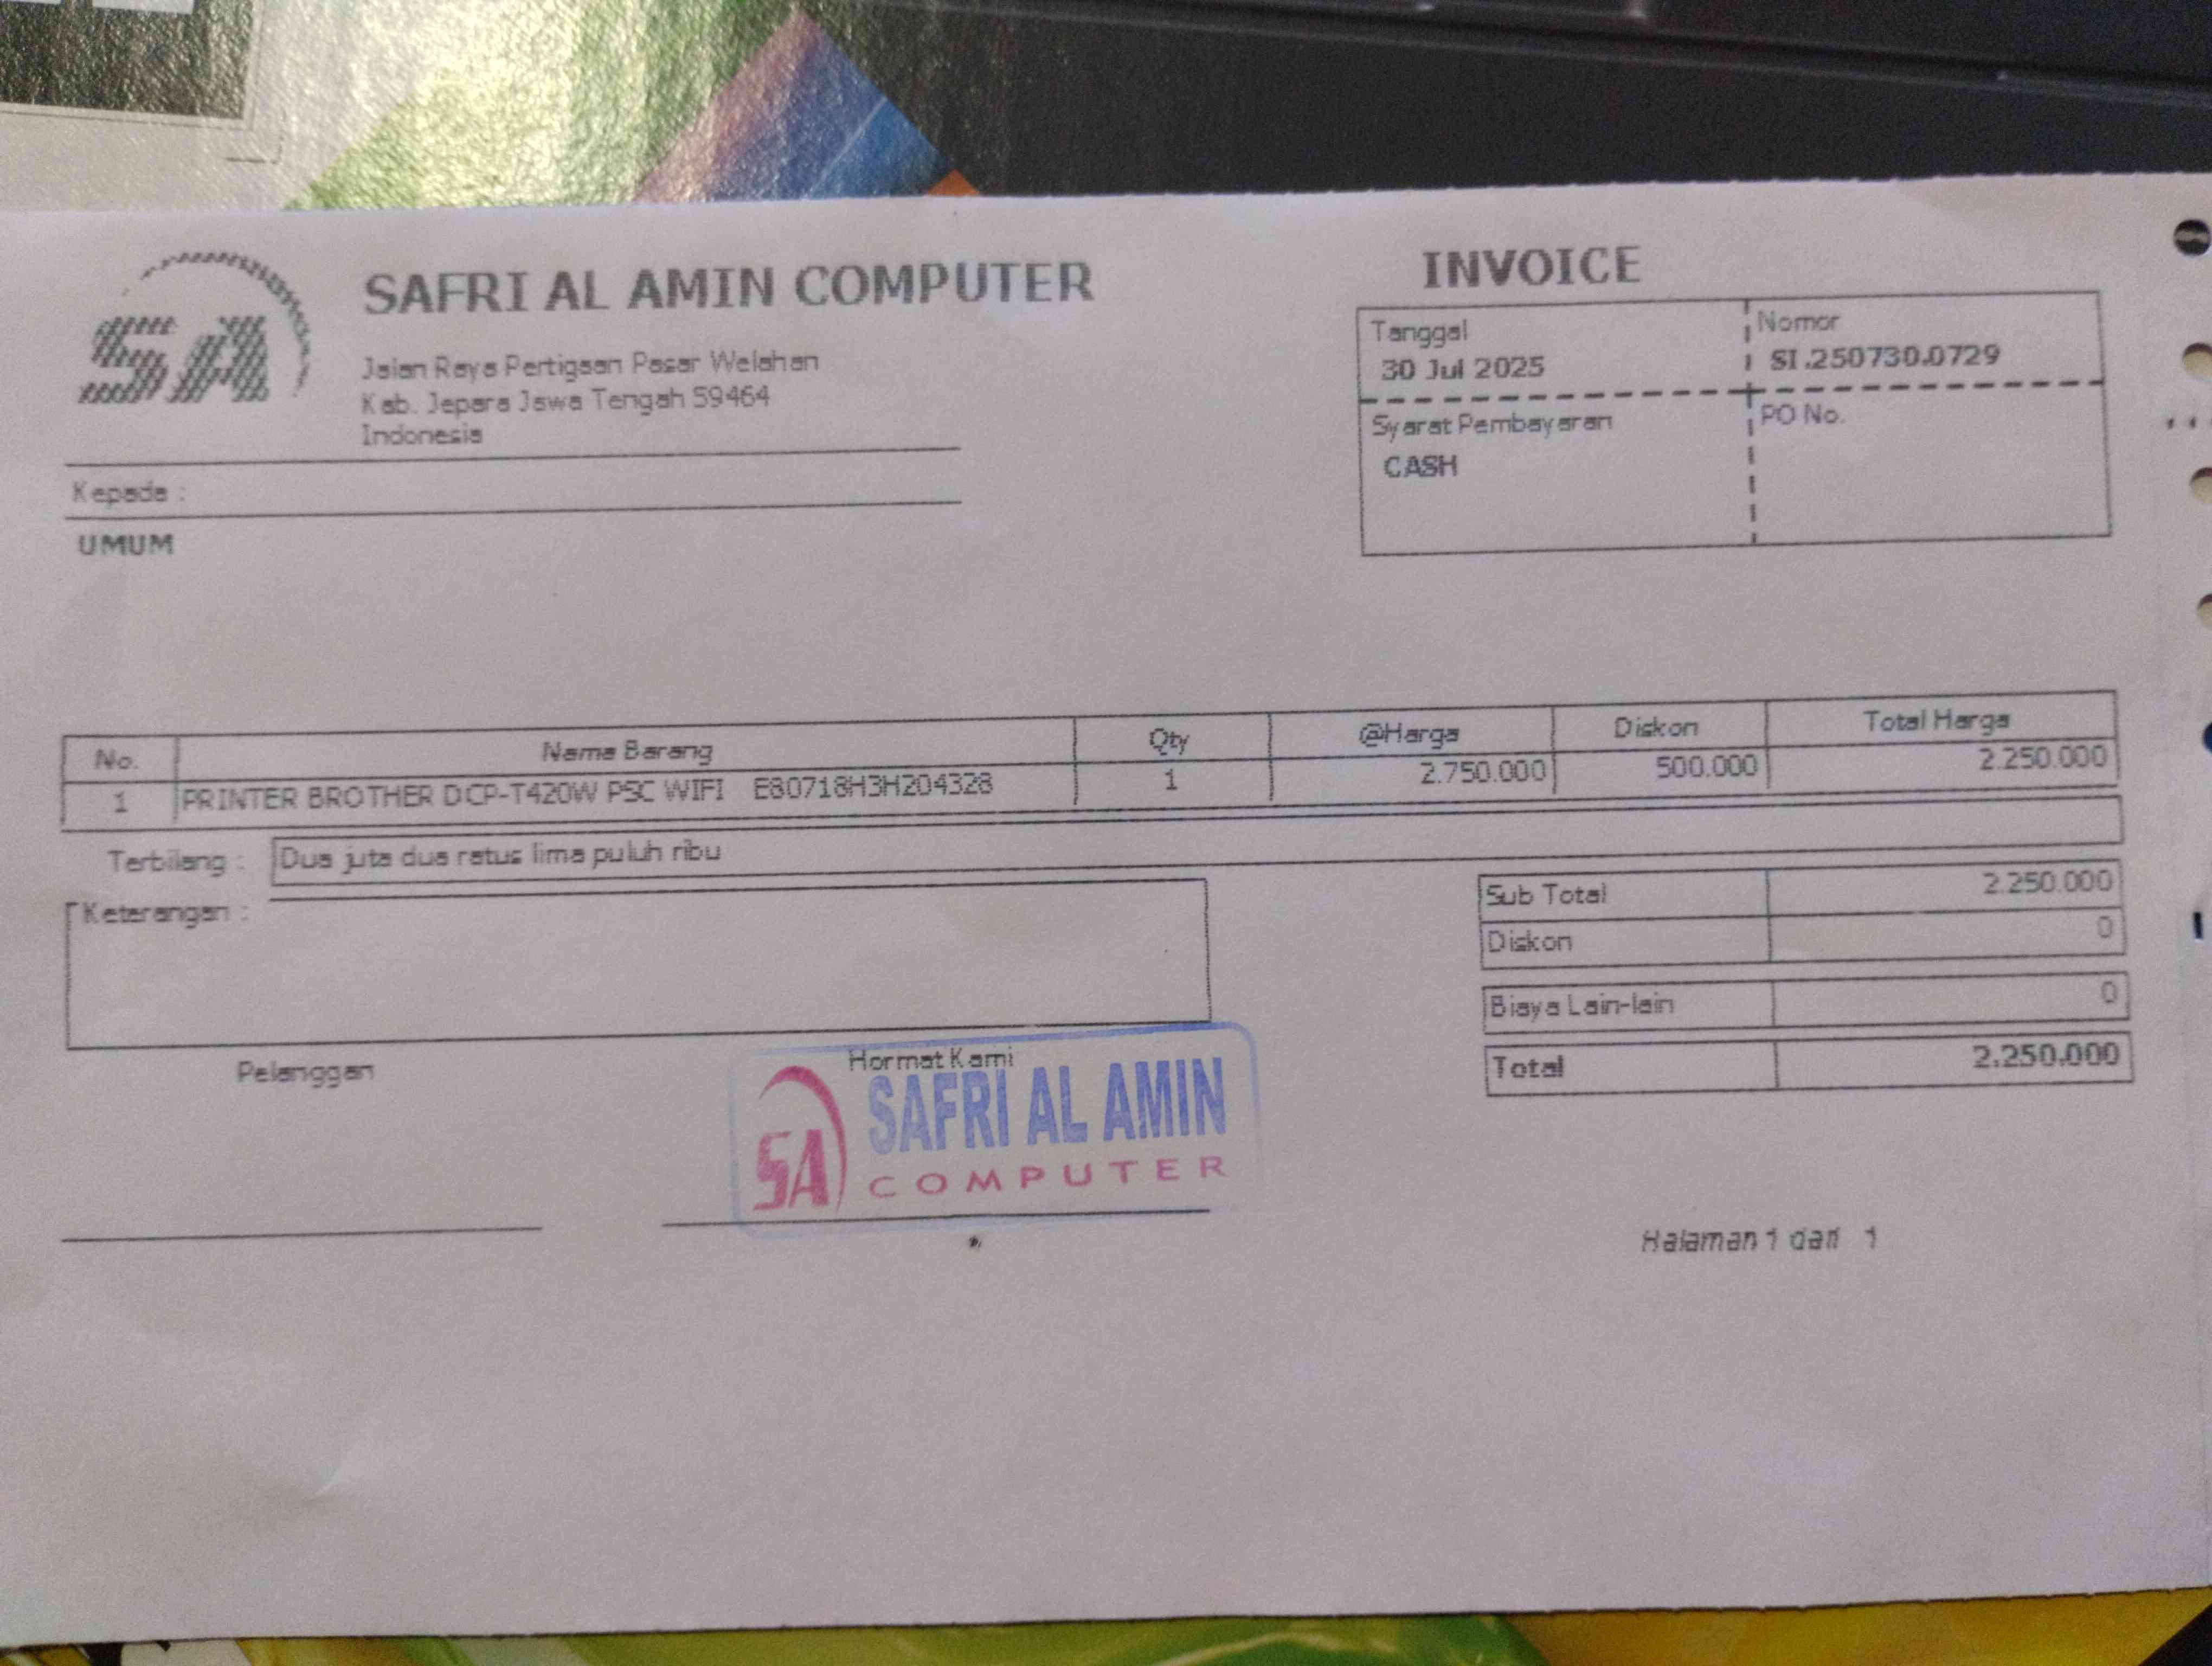 SA
SAFRI AL AMIN COMPUTER
Jalan Raya Pertigaan Pasar Welahan
Kab. Jepara Jawa Tengah 59464
Indonesia
INVOICE
Tanggal Nomor
30 Jul 2025 SI.250730.0729
Syarat Pembayaran PO No.
CASH
Kepada :
UMUM
No. Nama Barang Qty @Harga Diskon Total Harga
1 PRINTER BROTHER DCP-T420W PSC WIFI E80718H3H204328 1 2.750.000 500.000 2.250.000
Terbilang : Dua juta dua ratus lima puluh ribu
Keterangan :
Sub Total 2.250.000
Diskon 0
Biaya Lain-lain 0
Total 2.250.000
Pelanggan Hormat Kami
SA SAFRI AL AMIN
COMPUTER
Halaman 1 dari 1